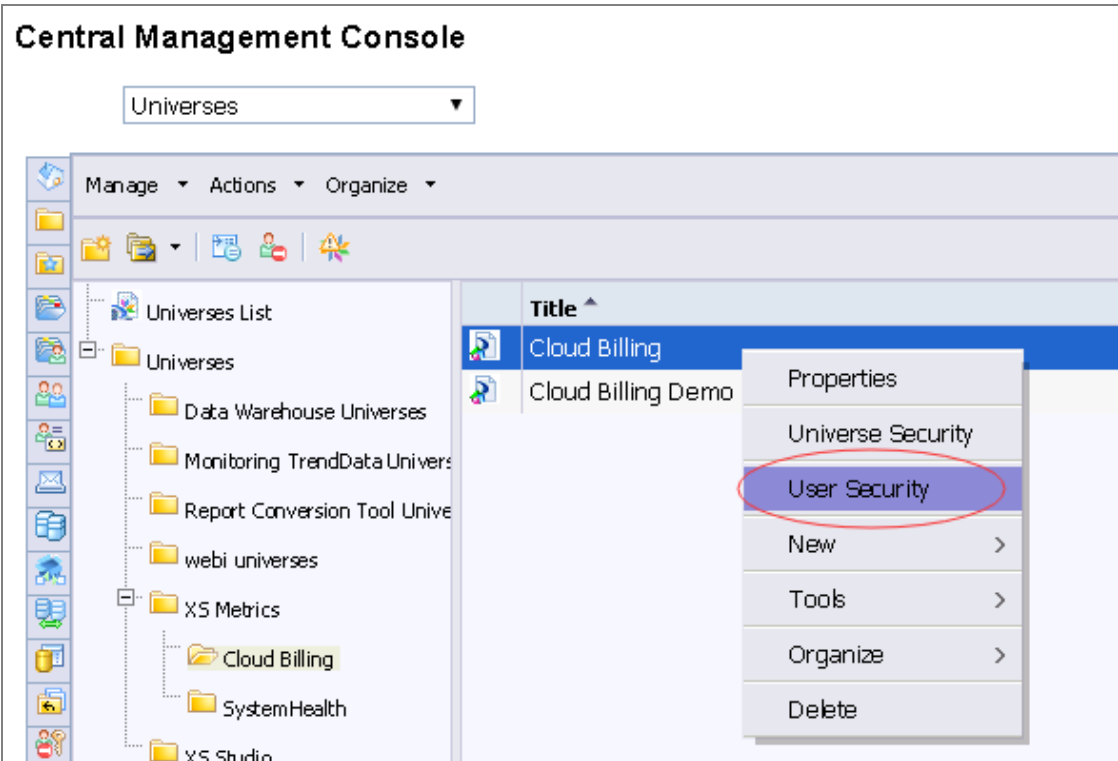 Central Management Console
Universes
Manage Actions Organize
Title
Universes List
Universes
Data Warehouse Universes
Monitoring TrendData Univers
Report Conversion Tool Unive
webi universes
XS Metrics
Cloud Billing
SystemHealth
XS Studio
Cloud Billing
Cloud Billing Demo
Properties
Universe Security
User Security
New
Tools
Organize
Delete